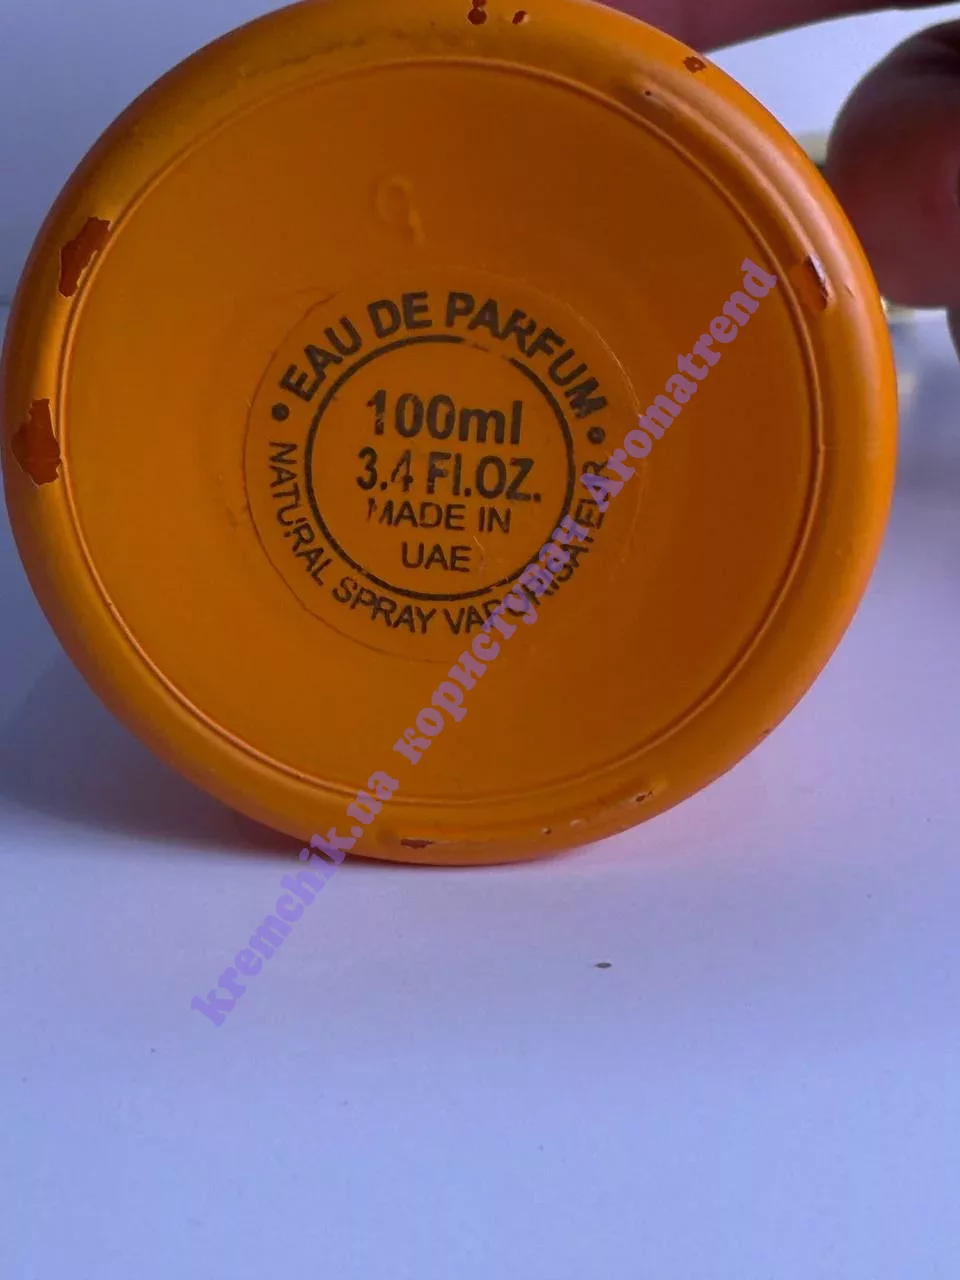 • EAU DE PARFUM •
100ml
3.4 Fl.OZ.
MADE IN
UAE
NATURAL SPRAY VAPORISATEUR
kremchik.ua користувач Aromatrend